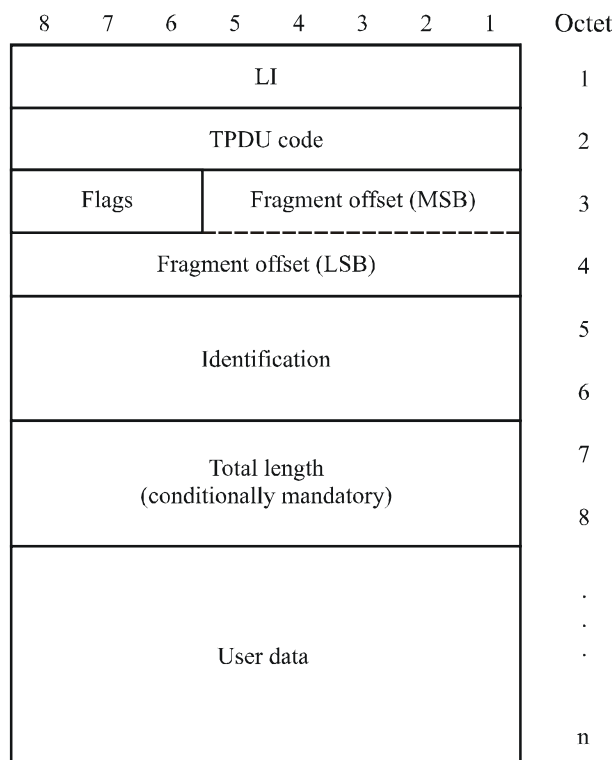 8 7 6 5 4 3 2 1 Octet
LI 1
TPDU code 2
Flags Fragment offset (MSB) 3
Fragment offset (LSB) 4
5
Identification
6
7
Total length
(conditionally mandatory)
8
.
.
User data .
n